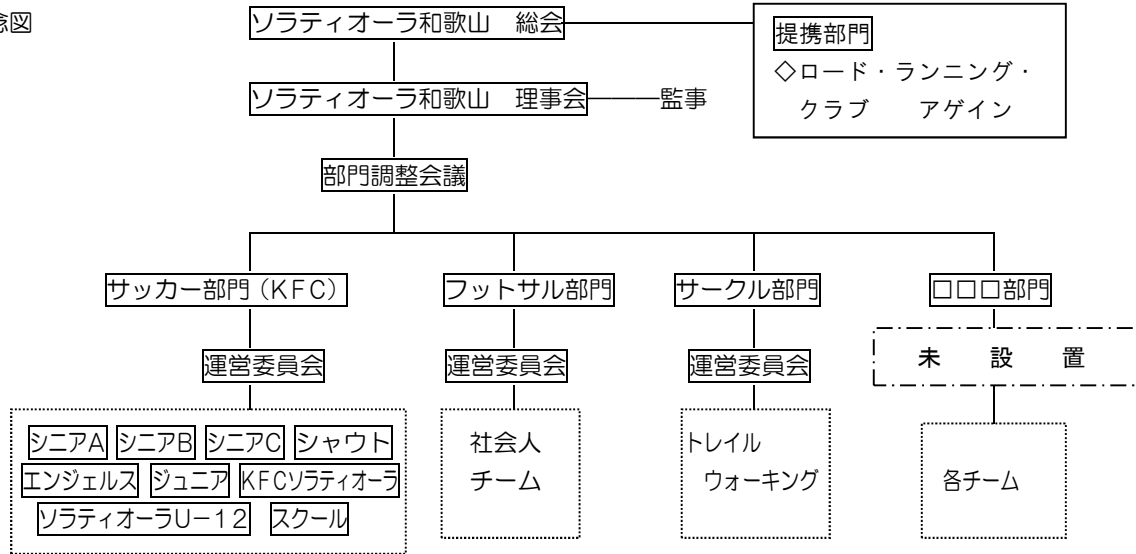 念図
ソラティオーラ和歌山　総会
提携部門
◇ロード・ランニング・
クラブ　　アゲイン
ソラティオーラ和歌山　理事会―――監事
部門調整会議
サッカー部門（KFC） フットサル部門 サークル部門 □□□部門
運営委員会 運営委員会 運営委員会 未　設　置
シニアA シニアB シニアC シャウト
エンジェルス ジュニア KFCソラティオーラ
ソラティオーラU－12 スクール
社会人
チーム
トレイル
ウォーキング
各チーム